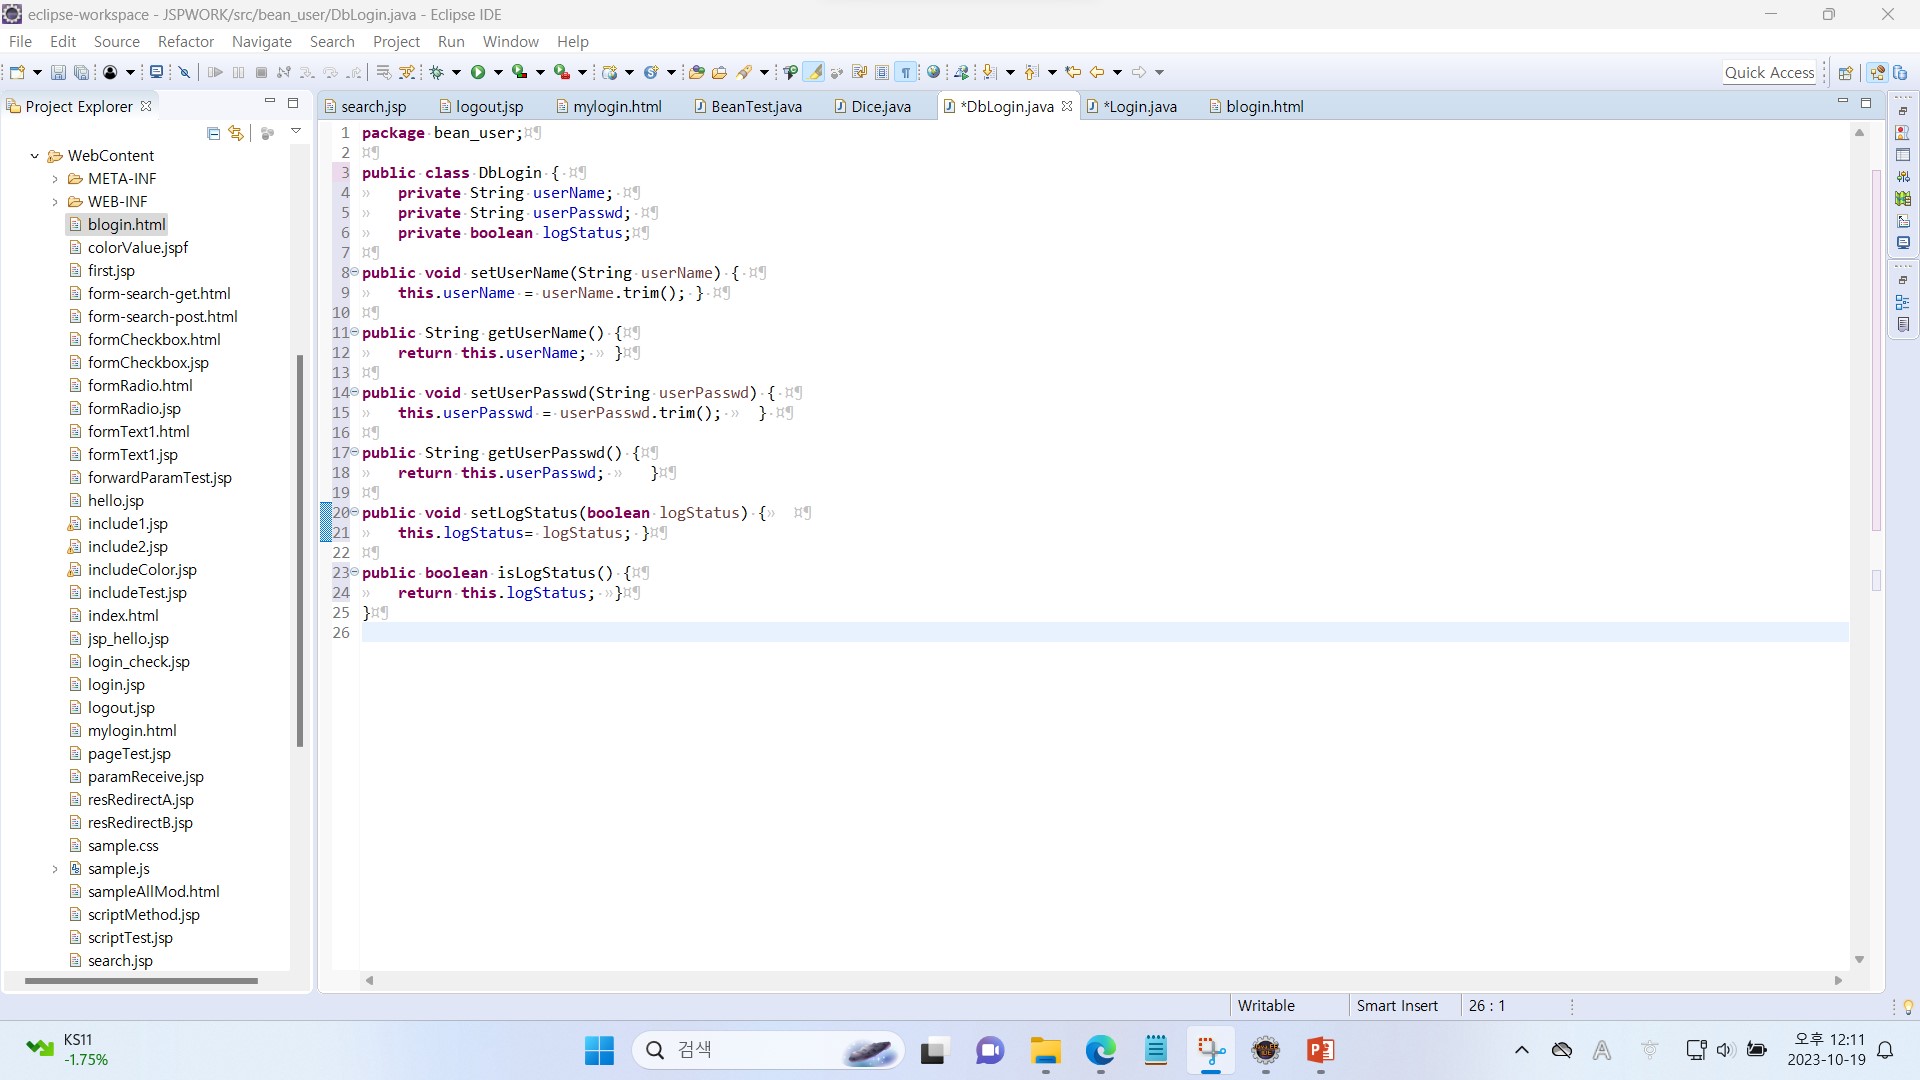 eclipse-workspace - JSPWORK/src/bean_user/DbLogin.java - Eclipse IDE
File Edit Source Refactor Navigate Search Project Run Window Help
Quick Access
Project Explorer
search.jsp logout.jsp mylogin.html BeanTest.java Dice.java *DbLogin.java *Login.java blogin.html
WebContent
META-INF
WEB-INF
blogin.html
colorValue.jspf
first.jsp
form-search-get.html
form-search-post.html
formCheckbox.html
formCheckbox.jsp
formRadio.html
formRadio.jsp
formText1.html
formText1.jsp
forwardParamTest.jsp
hello.jsp
include1.jsp
include2.jsp
includeColor.jsp
includeTest.jsp
index.html
jsp_hello.jsp
login_check.jsp
login.jsp
logout.jsp
mylogin.html
pageTest.jsp
paramReceive.jsp
resRedirectA.jsp
resRedirectB.jsp
sample.css
sample.js
sampleAllMod.html
scriptMethod.jsp
scriptTest.jsp
search.jsp
1 package bean_user;
2
3 public class DbLogin {
4 private String userName;
5 private String userPasswd;
6 private boolean logStatus;
7
8 public void setUserName(String userName) {
9 this.userName = userName.trim(); }
10
11 public String getUserName() {
12 return this.userName; }
13
14 public void setUserPasswd(String userPasswd) {
15 this.userPasswd = userPasswd.trim(); }
16
17 public String getUserPasswd() {
18 return this.userPasswd; }
19
20 public void setLogStatus(boolean logStatus) {
21 this.logStatus= logStatus; }
22
23 public boolean isLogStatus() {
24 return this.logStatus; }
25 }
26
Writable Smart Insert 26 : 1
KS11
-1.75%
검색
오후 12:11
2023-10-19